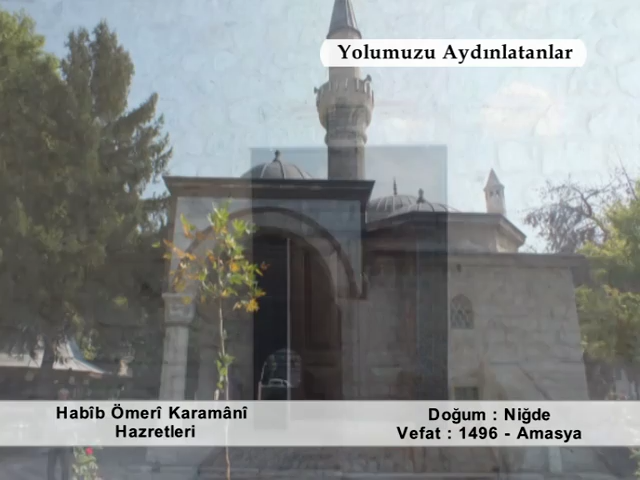 Yolumuzu Aydınlatanlar
Habîb Ömerî Karamânî
Hazretleri
Doğum : Niğde
Vefat : 1496 - Amasya